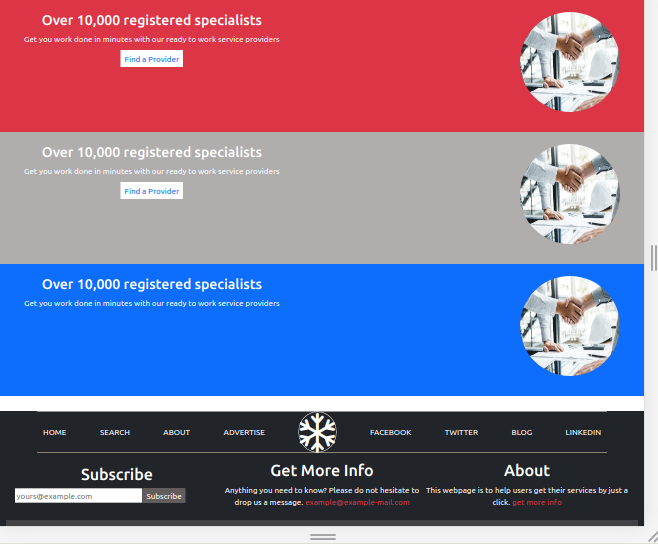 Over 10,000 registered specialists
Get you work done in minutes with our ready to work service providers
Find a Provider
Over 10,000 registered specialists
Get you work done in minutes with our ready to work service providers
Find a Provider
Over 10,000 registered specialists
Get you work done in minutes with our ready to work service providers
HOME SEARCH ABOUT ADVERTISE FACEBOOK TWITTER BLOG LINKEDIN
Subscribe
yours@example.com Subscribe
Get More Info
Anything you need to know? Please do not hesitate to
drop us a message. example@example-mail.com
About
This webpage is to help users get their services by just a
click. get more info